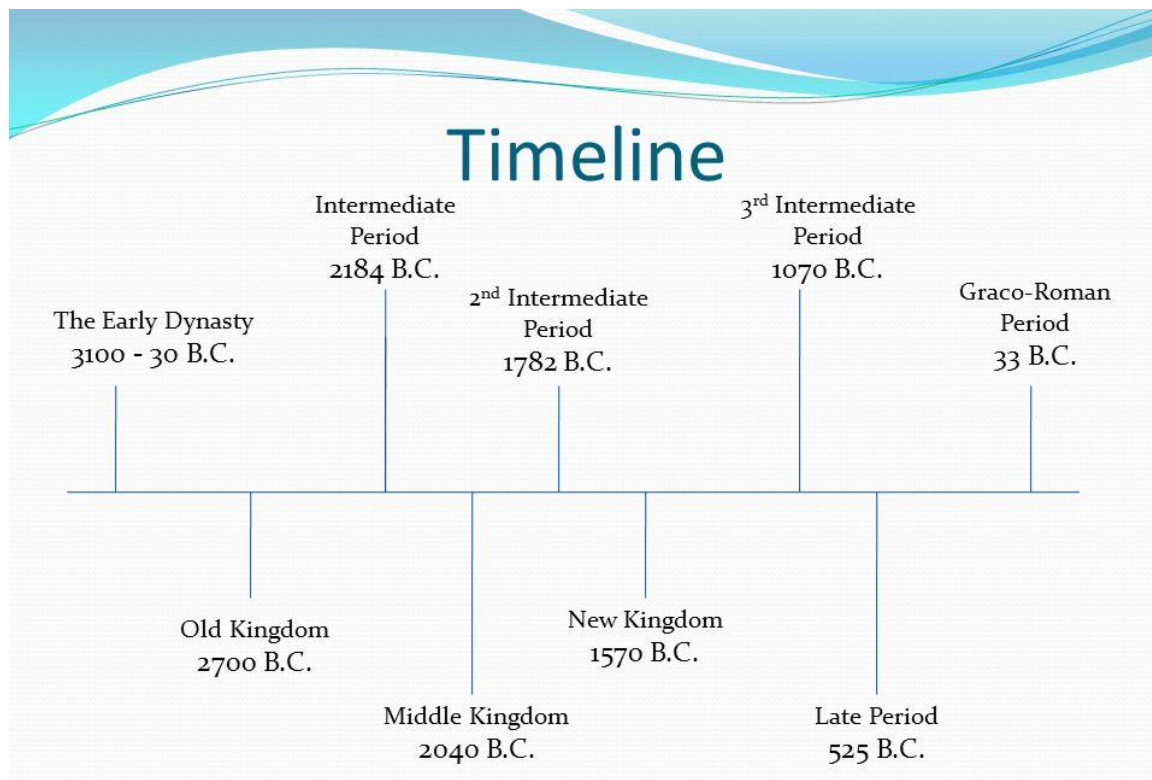 Timeline
Intermediate
Period
2184 B.C.
3rd Intermediate
Period
1070 B.C.
2nd Intermediate
Period
1782 B.C.
Graco-Roman
Period
33 B.C.
The Early Dynasty
3100 - 30 B.C.
Old Kingdom
2700 B.C.
New Kingdom
1570 B.C.
Middle Kingdom
2040 B.C.
Late Period
525 B.C.